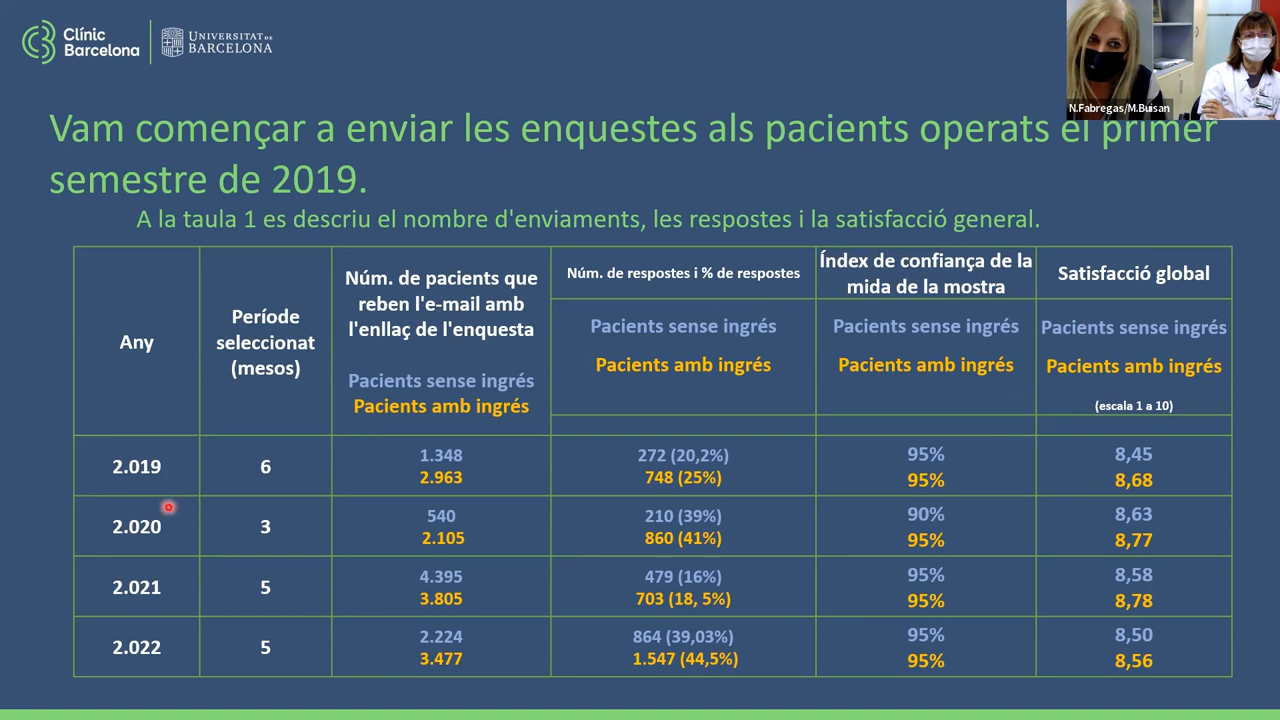 Clínic
Barcelona
UNIVERSITAT DE
BARCELONA
N.Fabregas/M.Buisan
Vam començar a enviar les enquestes als pacients operats el primer
semestre de 2019.
A la taula 1 es descriu el nombre d'enviaments, les respostes i la satisfacció general.
Any
Període
seleccionat
(mesos)
Núm. de pacients que
reben l'e-mail amb
l'enllaç de l'enquesta
Pacients sense ingrés
Pacients amb ingrés
Núm. de respostes i % de respostes
Pacients sense ingrés
Pacients amb ingrés
Índex de confiança de la
mida de la mostra
Pacients sense ingrés
Pacients amb ingrés
Satisfacció global
Pacients sense ingrés
Pacients amb ingrés
(escala 1 a 10)
2.019
6
1.348
2.963
272 (20,2%)
748 (25%)
95%
95%
8,45
8,68
2.020
3
540
2.105
210 (39%)
860 (41%)
90%
95%
8,63
8,77
2.021
5
4.395
3.805
479 (16%)
703 (18, 5%)
95%
95%
8,58
8,78
2.022
5
2.224
3.477
864 (39,03%)
1.547 (44,5%)
95%
95%
8,50
8,56